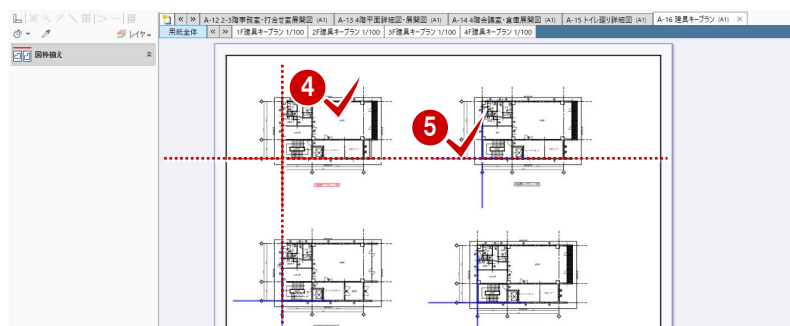 « » A-12 2-3階事務室･打合せ室展開図 (A1) A-13 4階平面詳細図･展開図 (A1) A-14 4階会議室･倉庫展開図 (A1) A-15 トイレ廻り詳細図 (A1) A-16 建具キープラン (A1) ×
レイヤ
用紙全体 « » 1F建具キープラン 1/100 2F建具キープラン 1/100 3F建具キープラン 1/100 4F建具キープラン 1/100
図枠揃え
4
5